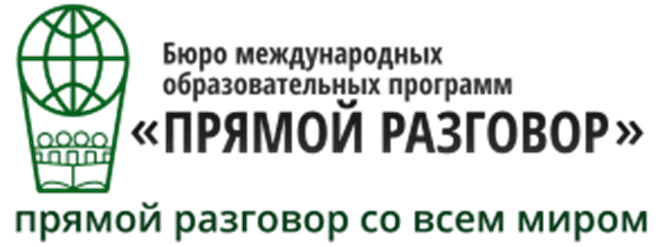 Бюро международных
образовательных программ
«ПРЯМОЙ РАЗГОВОР»
прямой разговор со всем миром